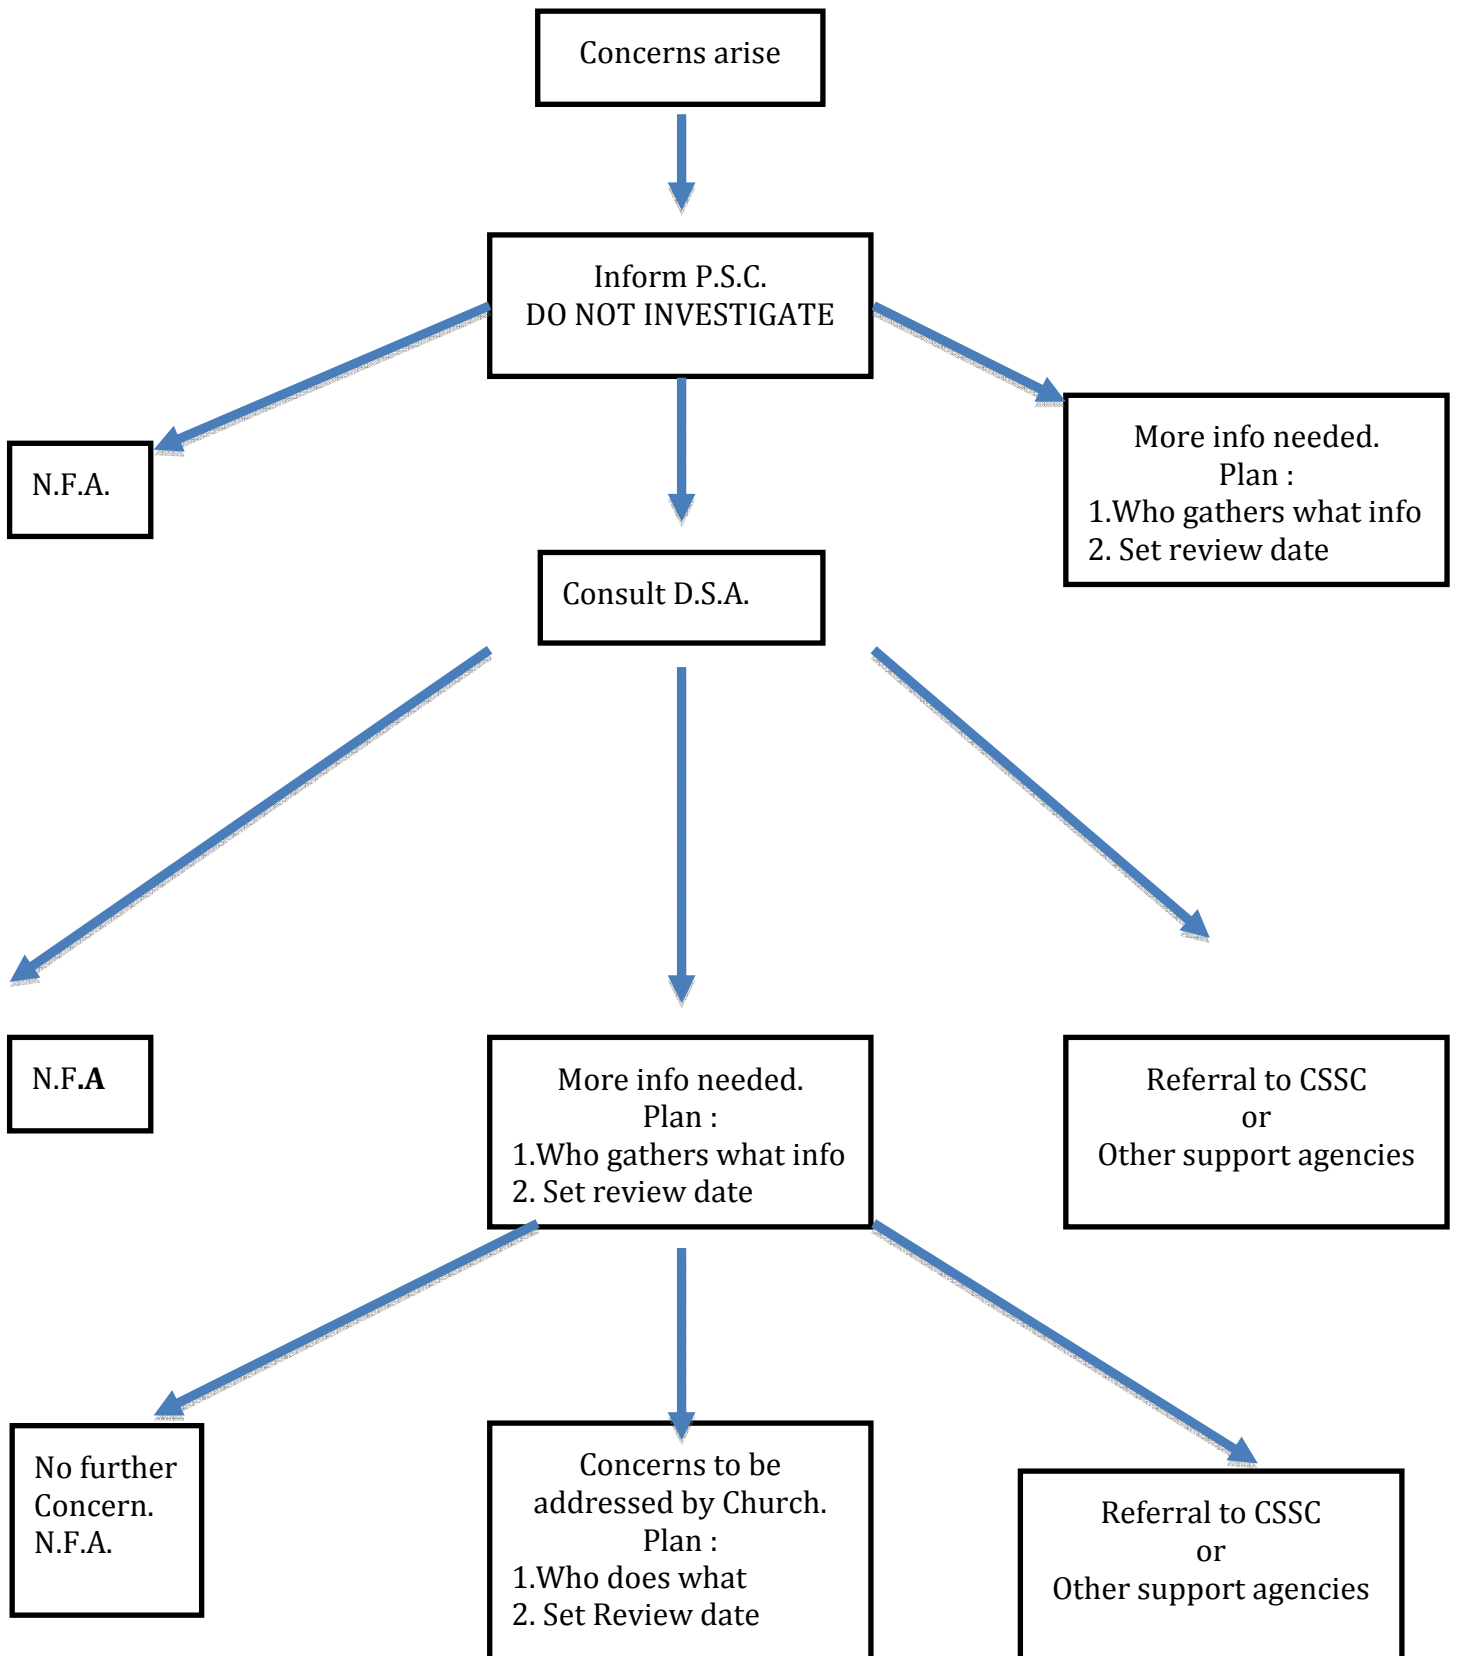 Concerns arise
Inform P.S.C.
DO NOT INVESTIGATE
N.F.A.
More info needed.
Plan :
1.Who gathers what info
2. Set review date
Consult D.S.A.
N.F.A
More info needed.
Plan :
1.Who gathers what info
2. Set review date
Referral to CSSC
or
Other support agencies
No further
Concern.
N.F.A.
Concerns to be
addressed by Church.
Plan :
1.Who does what
2. Set Review date
Referral to CSSC
or
Other support agencies